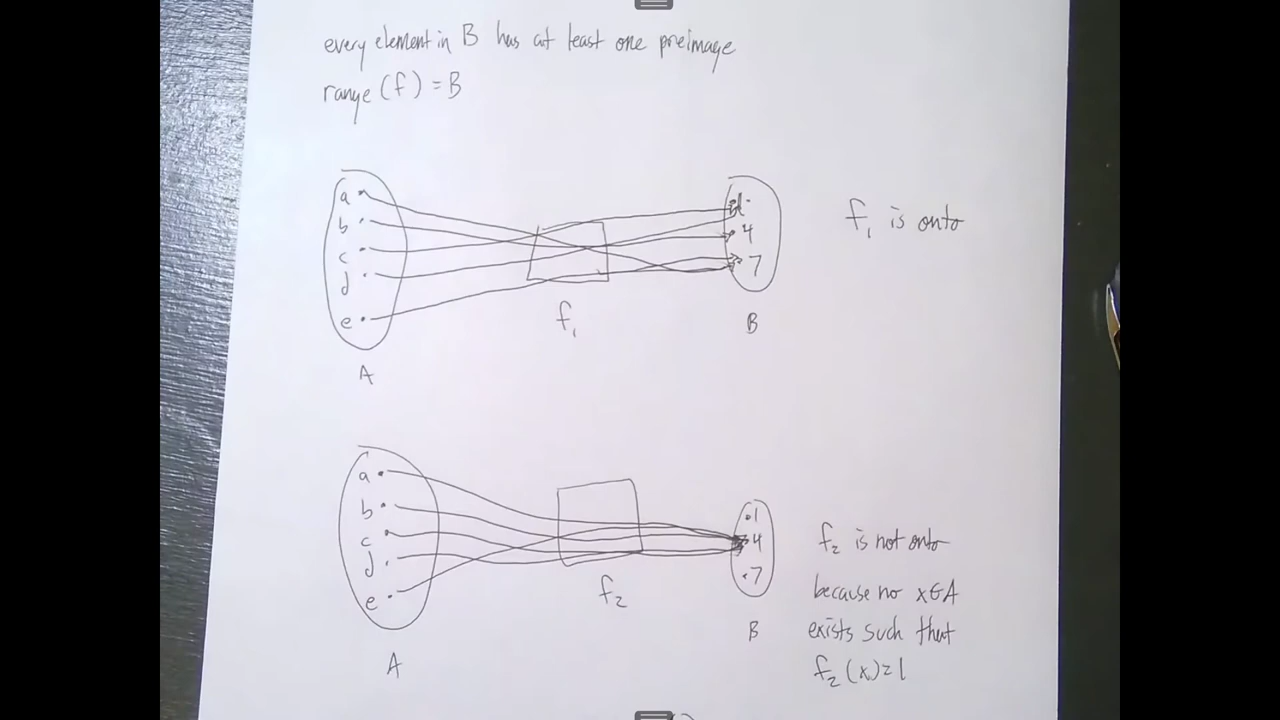 every element in B has at least one preimage
range (f) = B
a
b
c
d
e
A
f₁
1
4
7
B
f₁ is onto
a
b
c
d
e
A
f₂
1
4
7
B
f₂ is not onto
because no x∈A
exists such that
f₂(x)=1